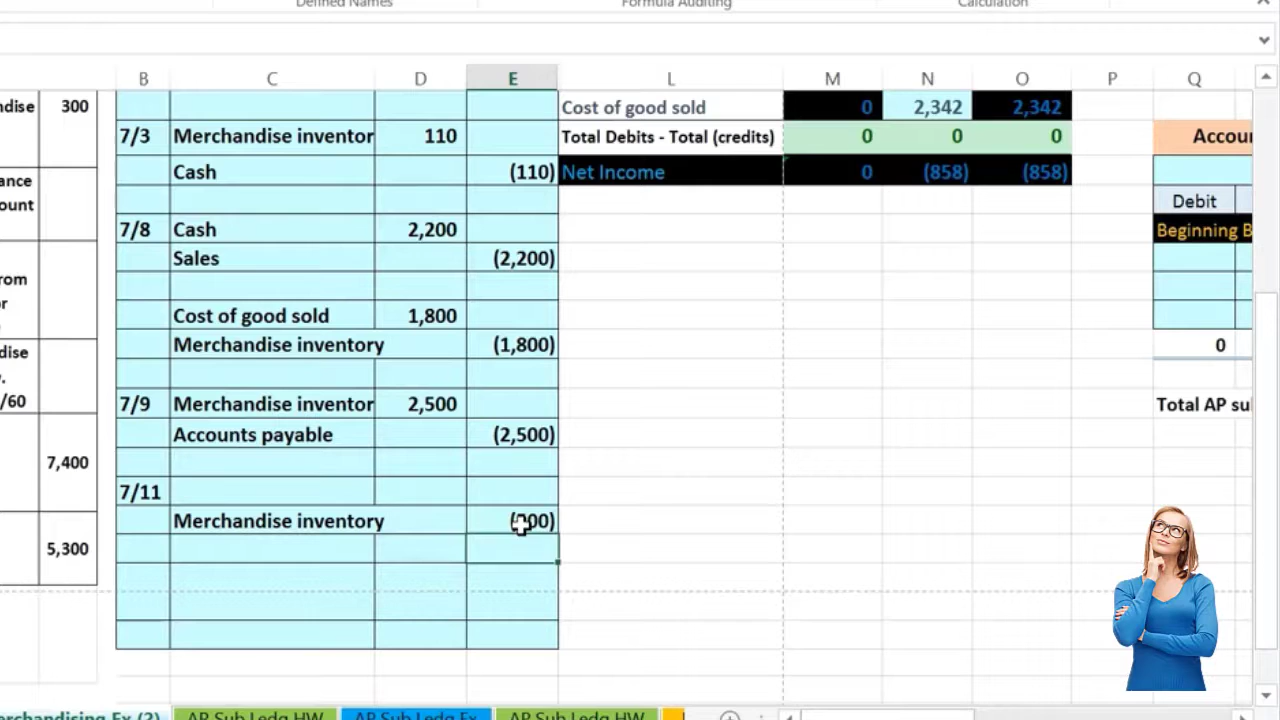 Defined Names Formula Auditing Calculation
B C D E L M N O P Q
ndise 300 Cost of good sold 0 2,342 2,342
7/3 Merchandise inventor 110 Total Debits - Total (credits) 0 0 0 Accou
Cash (110) Net Income 0 (858) (858)
ance
ount Debit
7/8 Cash 2,200 Beginning B
Sales (2,200)
rom
or
Cost of good sold 1,800
Merchandise inventory (1,800) 0
dise
/60 7/9 Merchandise inventor 2,500 Total AP su
Accounts payable (2,500)
7,400
7/11
Merchandise inventory
5,300
erchandising Ex (2) AP Sub Ledg HW AP Sub Ledg Ex AP Sub Ledg HW